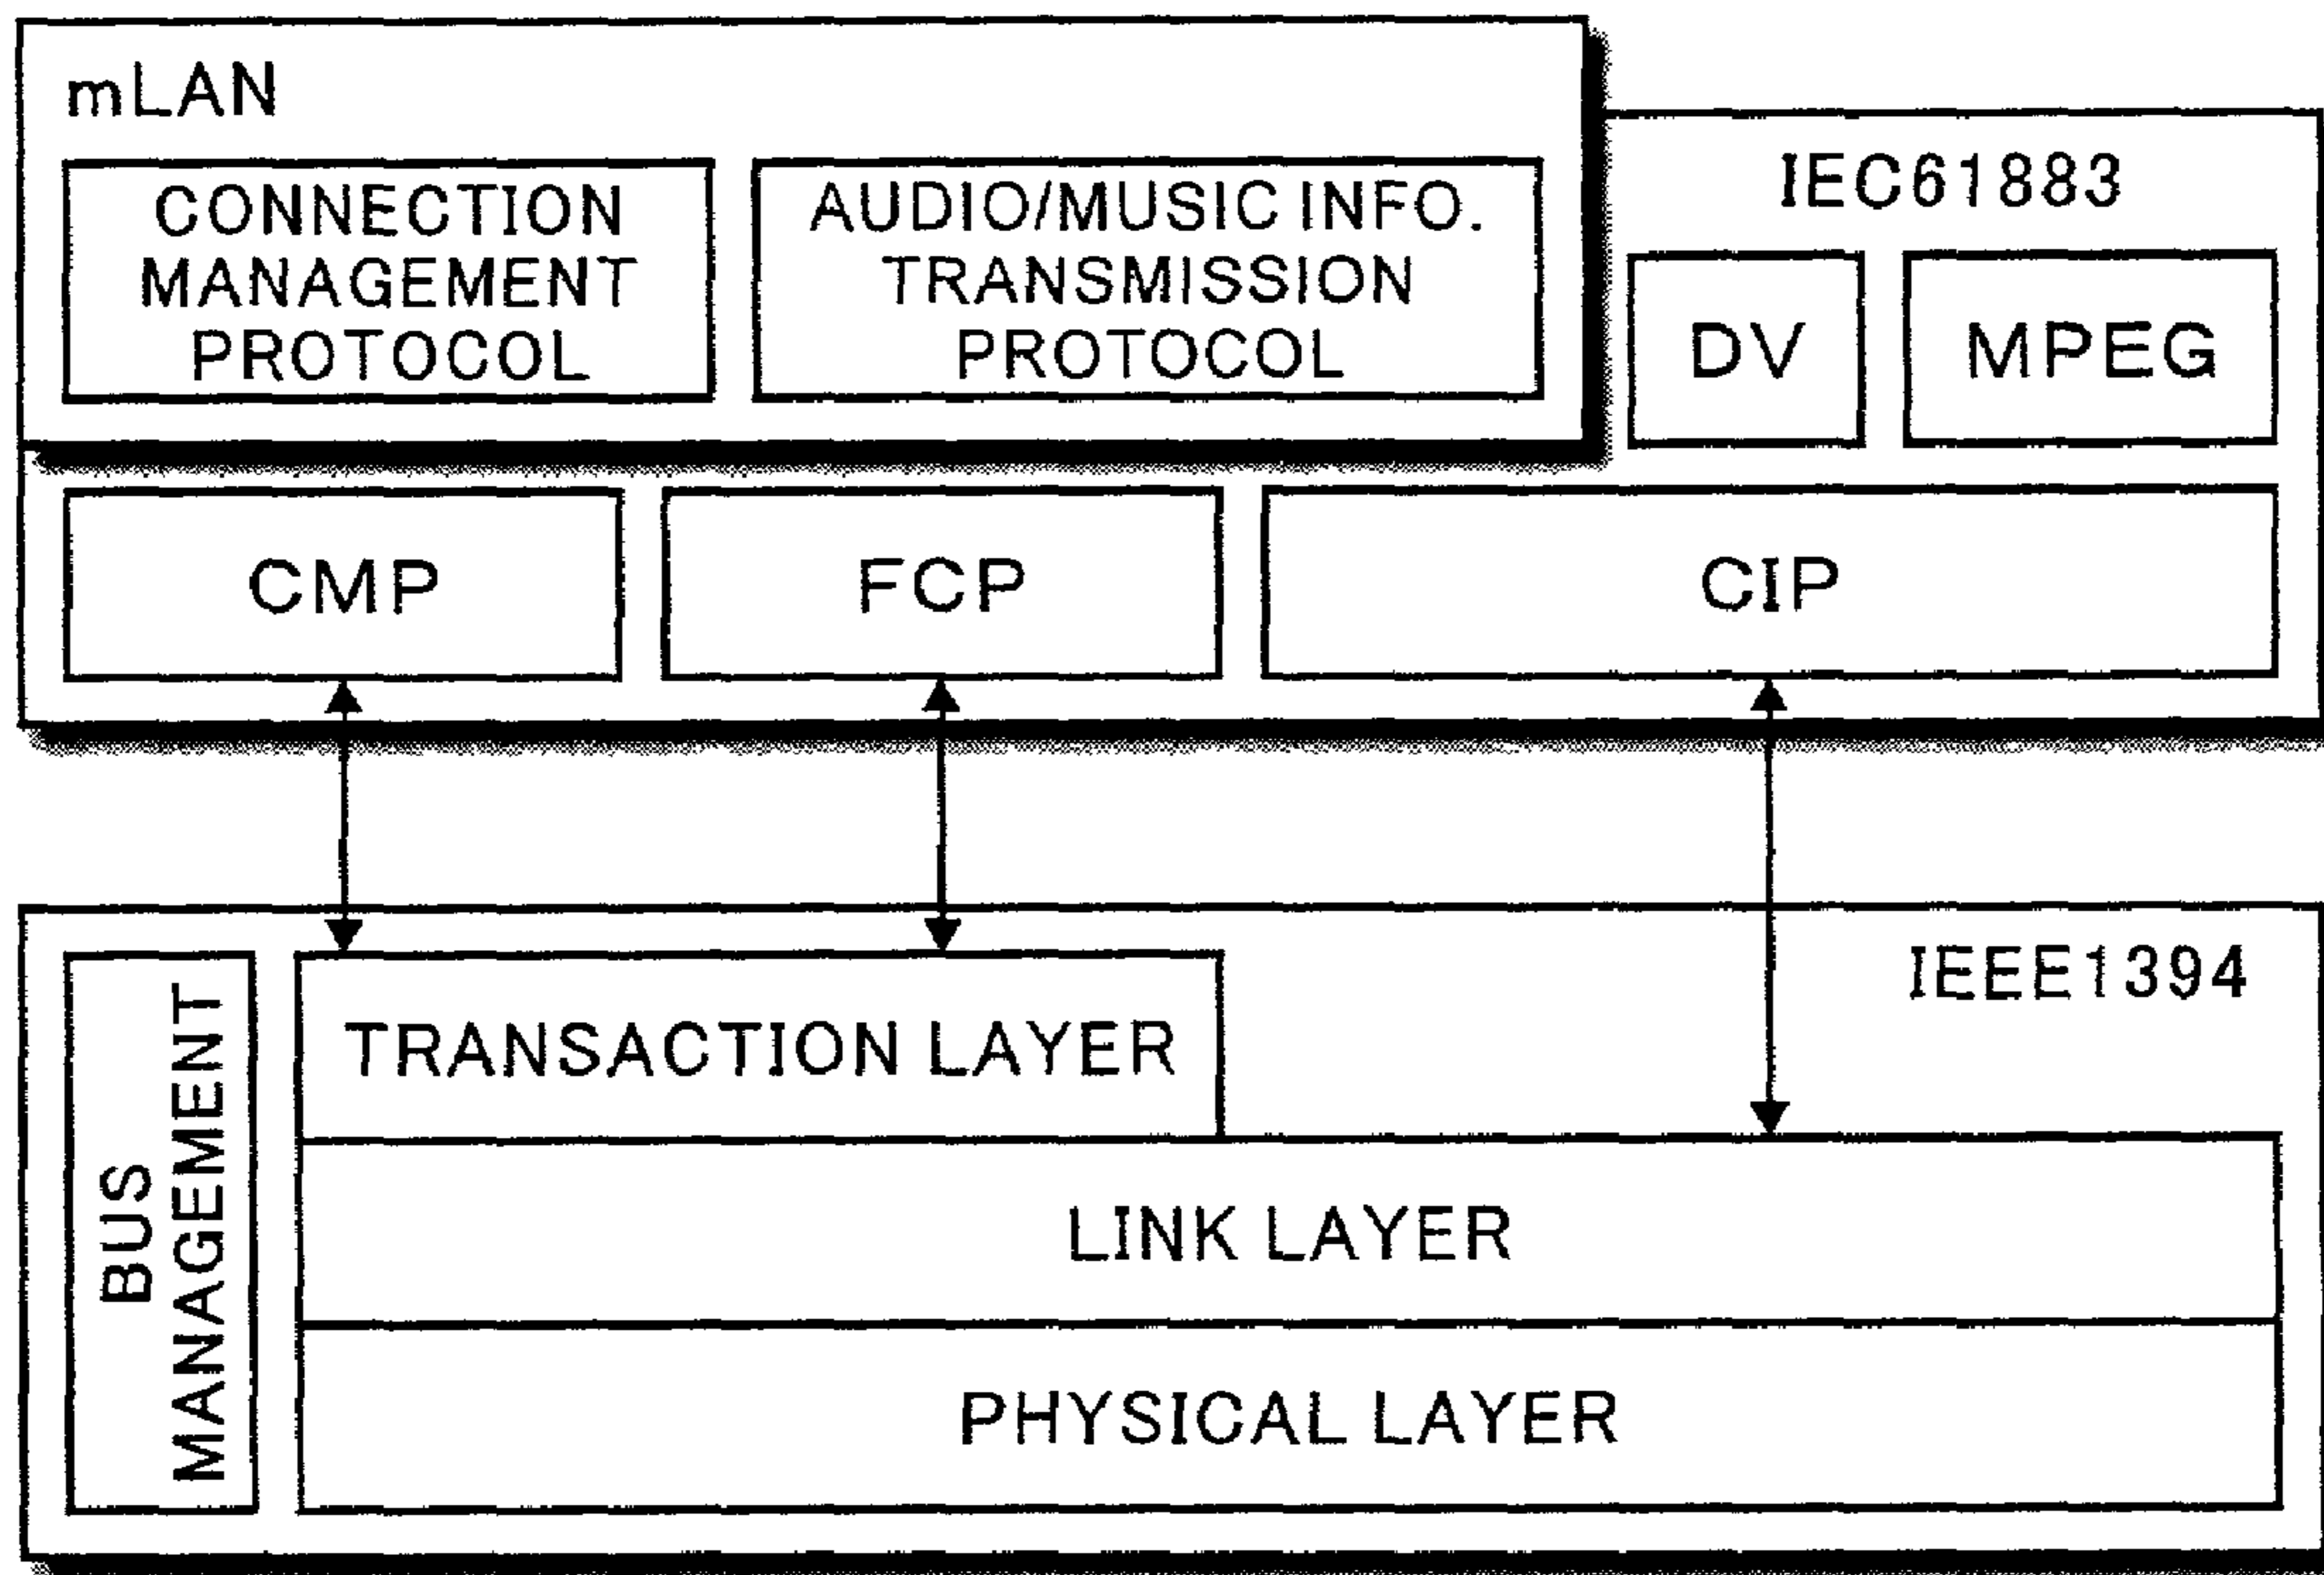 mLAN
CONNECTION
MANAGEMENT
PROTOCOL
AUDIO/MUSIC INFO.
TRANSMISSION
PROTOCOL
IEC61883
DV
MPEG
CMP
FCP
CIP
IEEE1394
BUS
MANAGEMENT
TRANSACTION LAYER
LINK LAYER
PHYSICAL LAYER